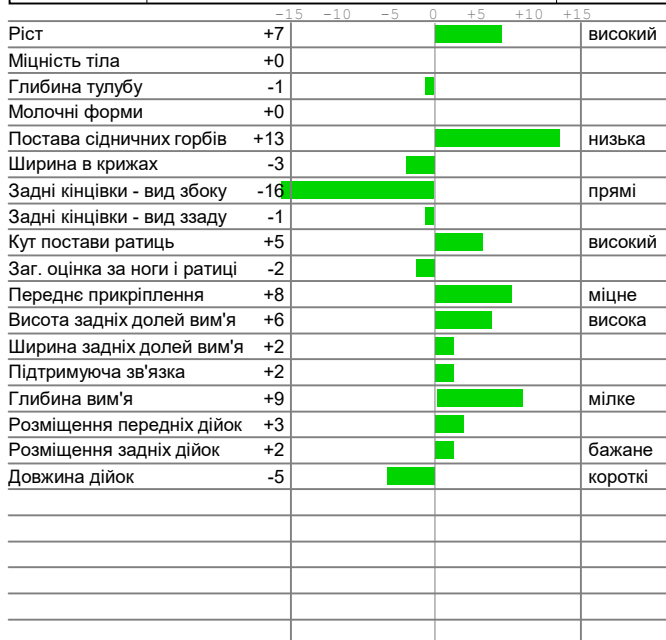 -15 -10 -5 0 +5 +10 +15
Ріст +7 високий
Міцність тіла +0
Глибина тулубу -1
Молочні форми +0
Постава сідничних горбів +13 низька
Ширина в крижах -3
Задні кінцівки - вид збоку -16 прямі
Задні кінцівки - вид ззаду -1
Кут постави ратиць +5 високий
Заг. оцінка за ноги і ратиці -2
Переднє прикріплення +8 міцне
Висота задніх долей вим'я +6 висока
Ширина задніх долей вим'я +2
Підтримуюча зв'язка +2
Глибина вим'я +9 мілке
Розміщення передніх дійок +3
Розміщення задніх дійок +2 бажане
Довжина дійок -5 короткі